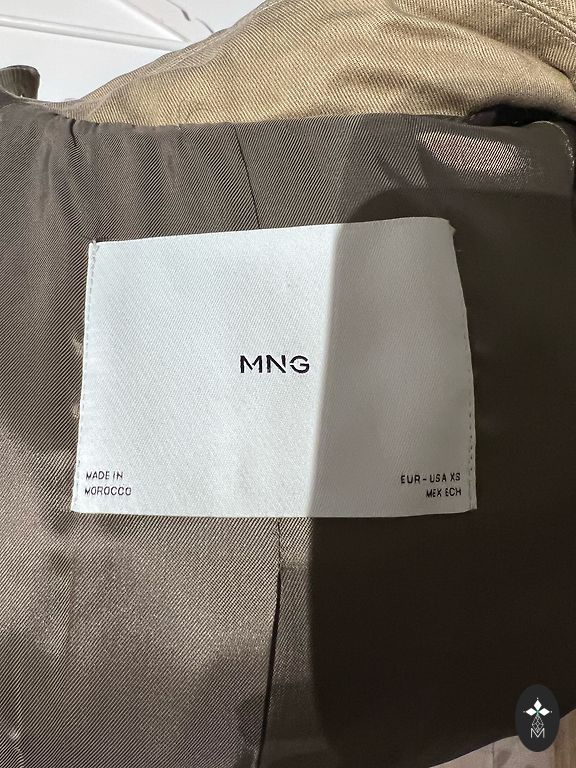 MNG
MADE IN
MOROCCO
EUR-USA XS
MEX ECH